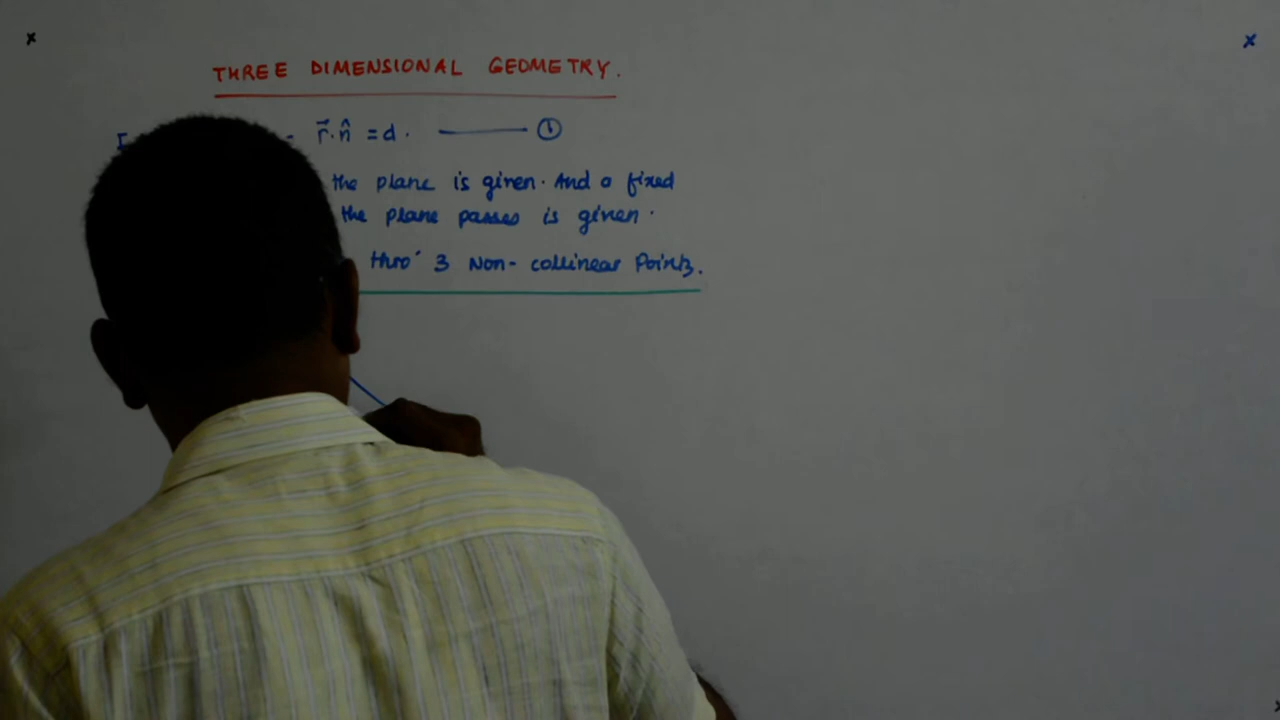 THREE DIMENSIONAL GEOMETRY.
I - r⃗·n̂ = d. ——— ①
the plane is given. And a fixed
the plane passes is given.
thro' 3 Non-collinear Points.